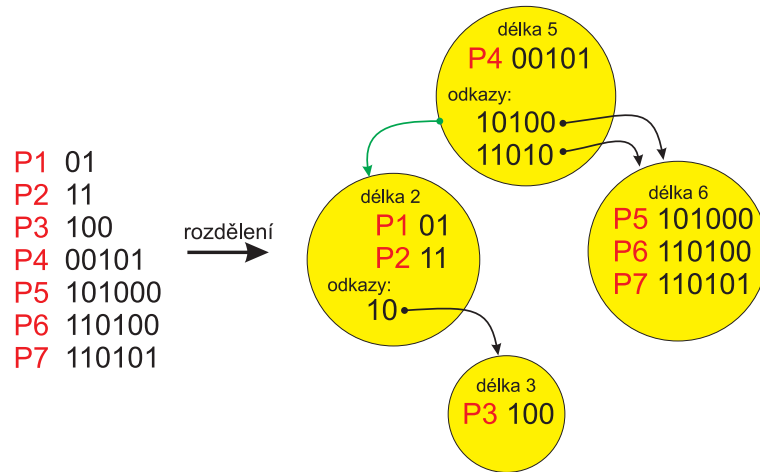 P1 01
P2 11
P3 100
P4 00101
P5 101000
P6 110100
P7 110101
rozdělení
délka 5
P4 00101
odkazy:
10100
11010
délka 2
P1 01
P2 11
odkazy:
10
délka 6
P5 101000
P6 110100
P7 110101
délka 3
P3 100